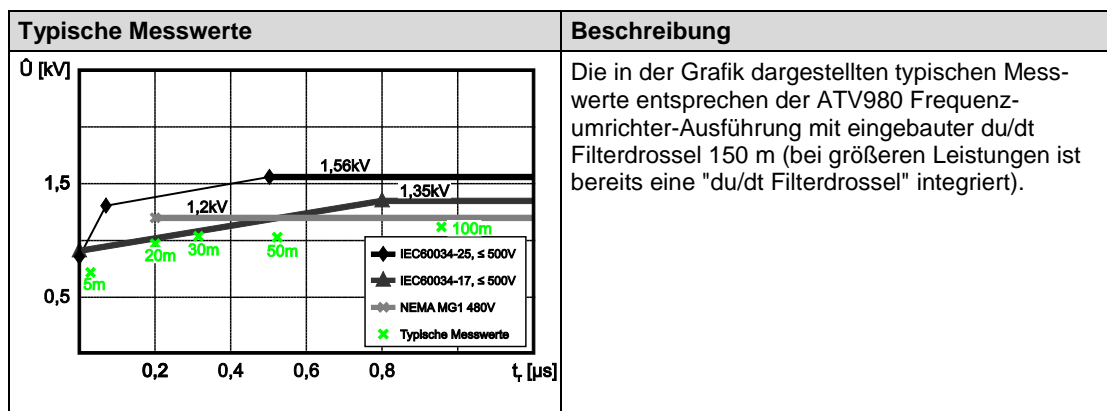 Typische Messwerte
Beschreibung
Û [kV]
1,5
0,5
1,56kV
1,35kV
1,2kV
5m
20m
30m
50m
100m
IEC60034-25, ≤ 500V
IEC60034-17, ≤ 500V
NEMA MG1 480V
Typische Messwerte
0,2
0,4
0,6
0,8
tr [µs]
Die in der Grafik dargestellten typischen Mess-
werte entsprechen der ATV980 Frequenz-
umrichter-Ausführung mit eingebauter du/dt
Filterdrossel 150 m (bei größeren Leistungen ist
bereits eine "du/dt Filterdrossel" integriert).